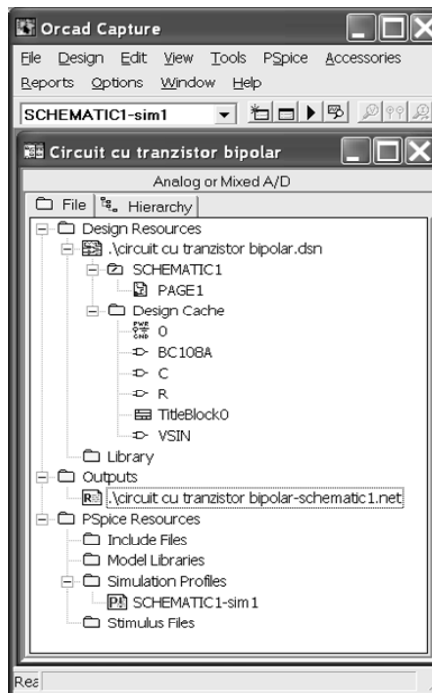 Orcad Capture
File Design Edit View Tools PSpice Accessories
Reports Options Window Help
SCHEMATIC1-sim1
Circuit cu tranzistor bipolar
Analog or Mixed A/D
File Hierarchy
Design Resources
.\circuit cu tranzistor bipolar.dsn
SCHEMATIC1
PAGE1
Design Cache
PWR GND 0
BC108A
C
R
TitleBlock0
VSIN
Library
Outputs
.\circuit cu tranzistor bipolar-schematic1.net
PSpice Resources
Include Files
Model Libraries
Simulation Profiles
SCHEMATIC1-sim1
Stimulus Files
Rea